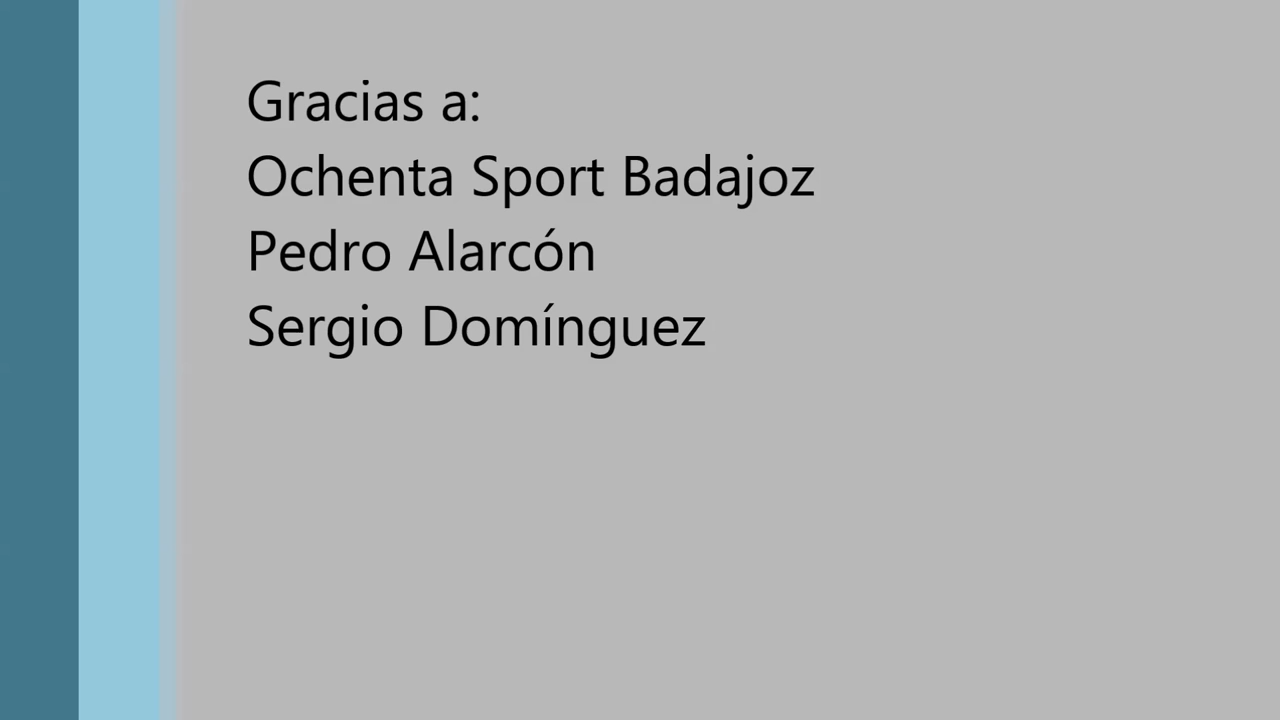 Gracias a:
Ochenta Sport Badajoz
Pedro Alarcón
Sergio Domínguez